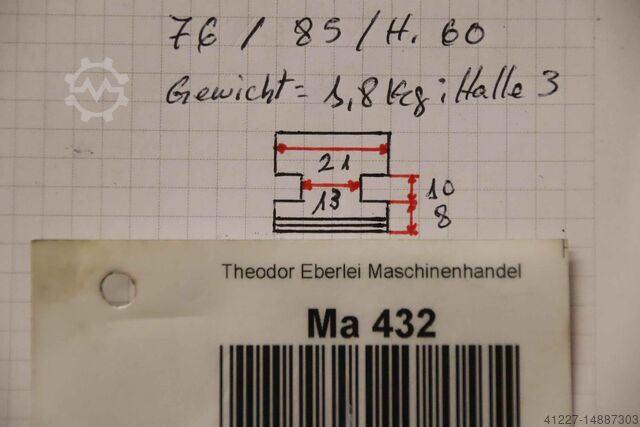 76 / 85 / H. 60
Gewicht = 1,8 Kg ; Halle 3
21
13
10
8
Theodor Eberlei Maschinenhandel
Ma 432
41227-14887303